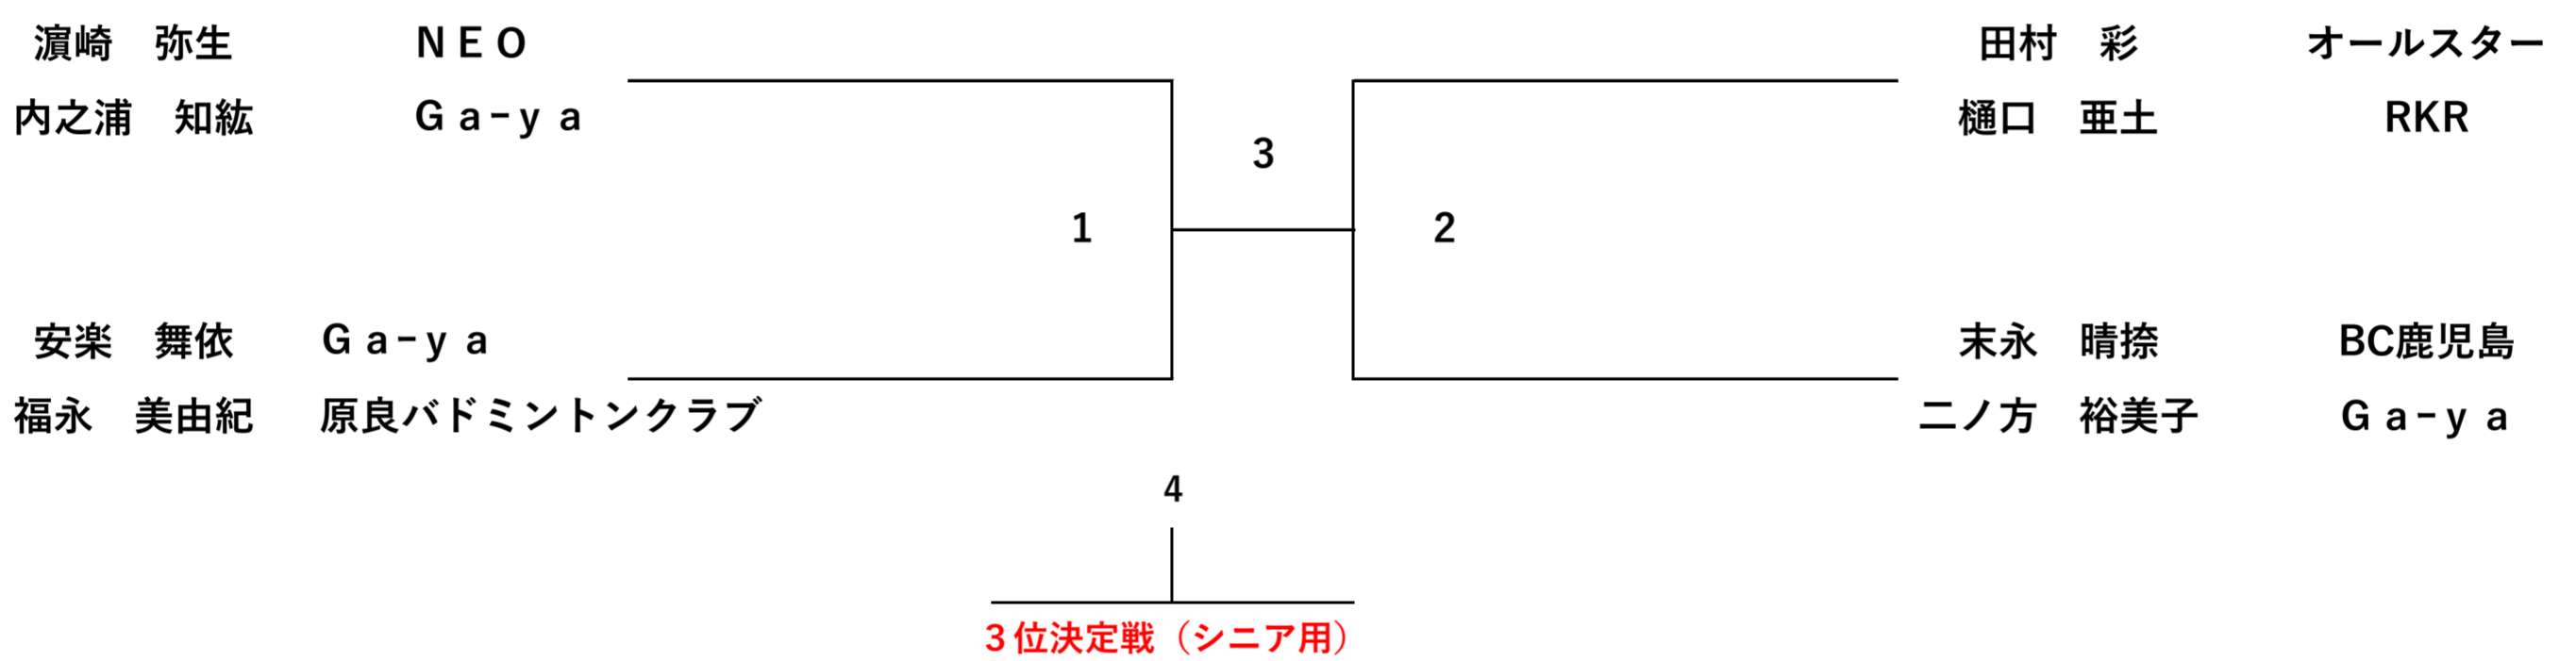 濵崎　弥生　ＮＥＯ
内之浦　知紘　Ｇａ－ｙａ
田村　彩　オールスター
樋口　亜土　RKR
3
1
2
安楽　舞依　Ｇａ－ｙａ
福永　美由紀　原良バドミントンクラブ
末永　晴捺　BC鹿児島
二ノ方　裕美子　Ｇａ－ｙａ
4
３位決定戦（シニア用）